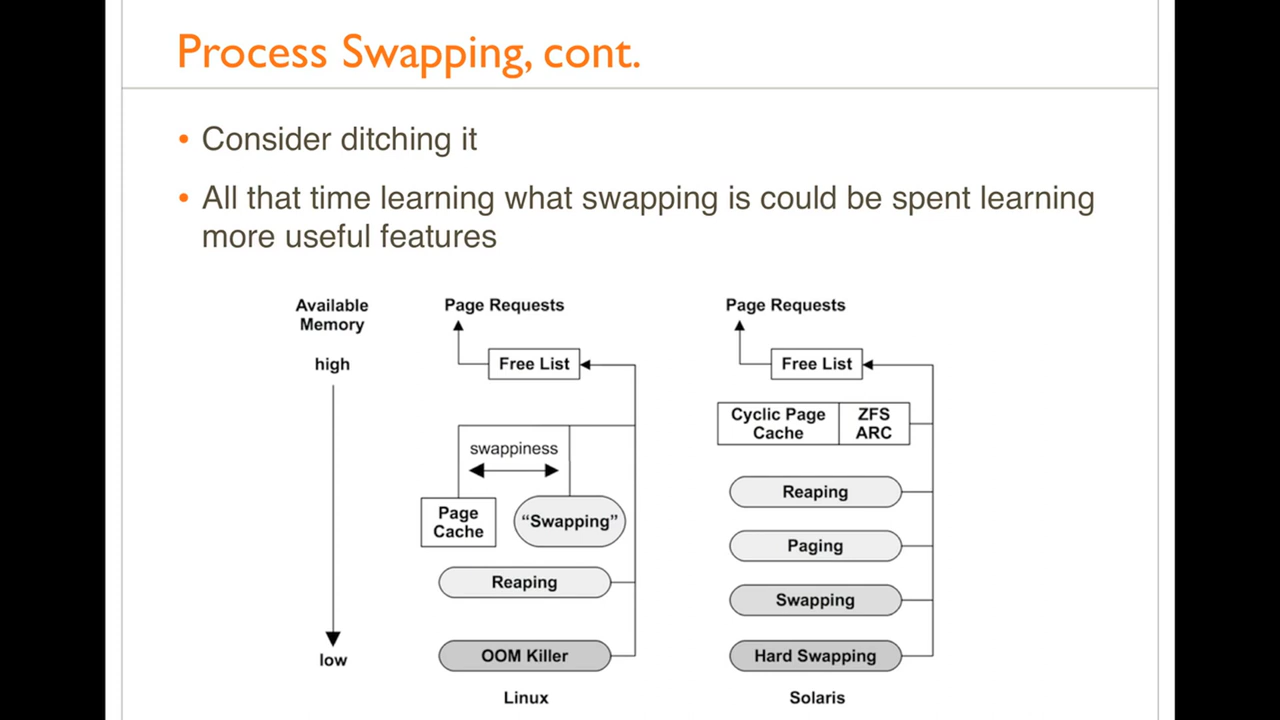 Process Swapping, cont.
• Consider ditching it
• All that time learning what swapping is could be spent learning
more useful features
Available
Memory
high
low
Page Requests
Free List
swappiness
Page
Cache
“Swapping”
Reaping
OOM Killer
Linux
Page Requests
Free List
Cyclic Page
Cache
ZFS
ARC
Reaping
Paging
Swapping
Hard Swapping
Solaris